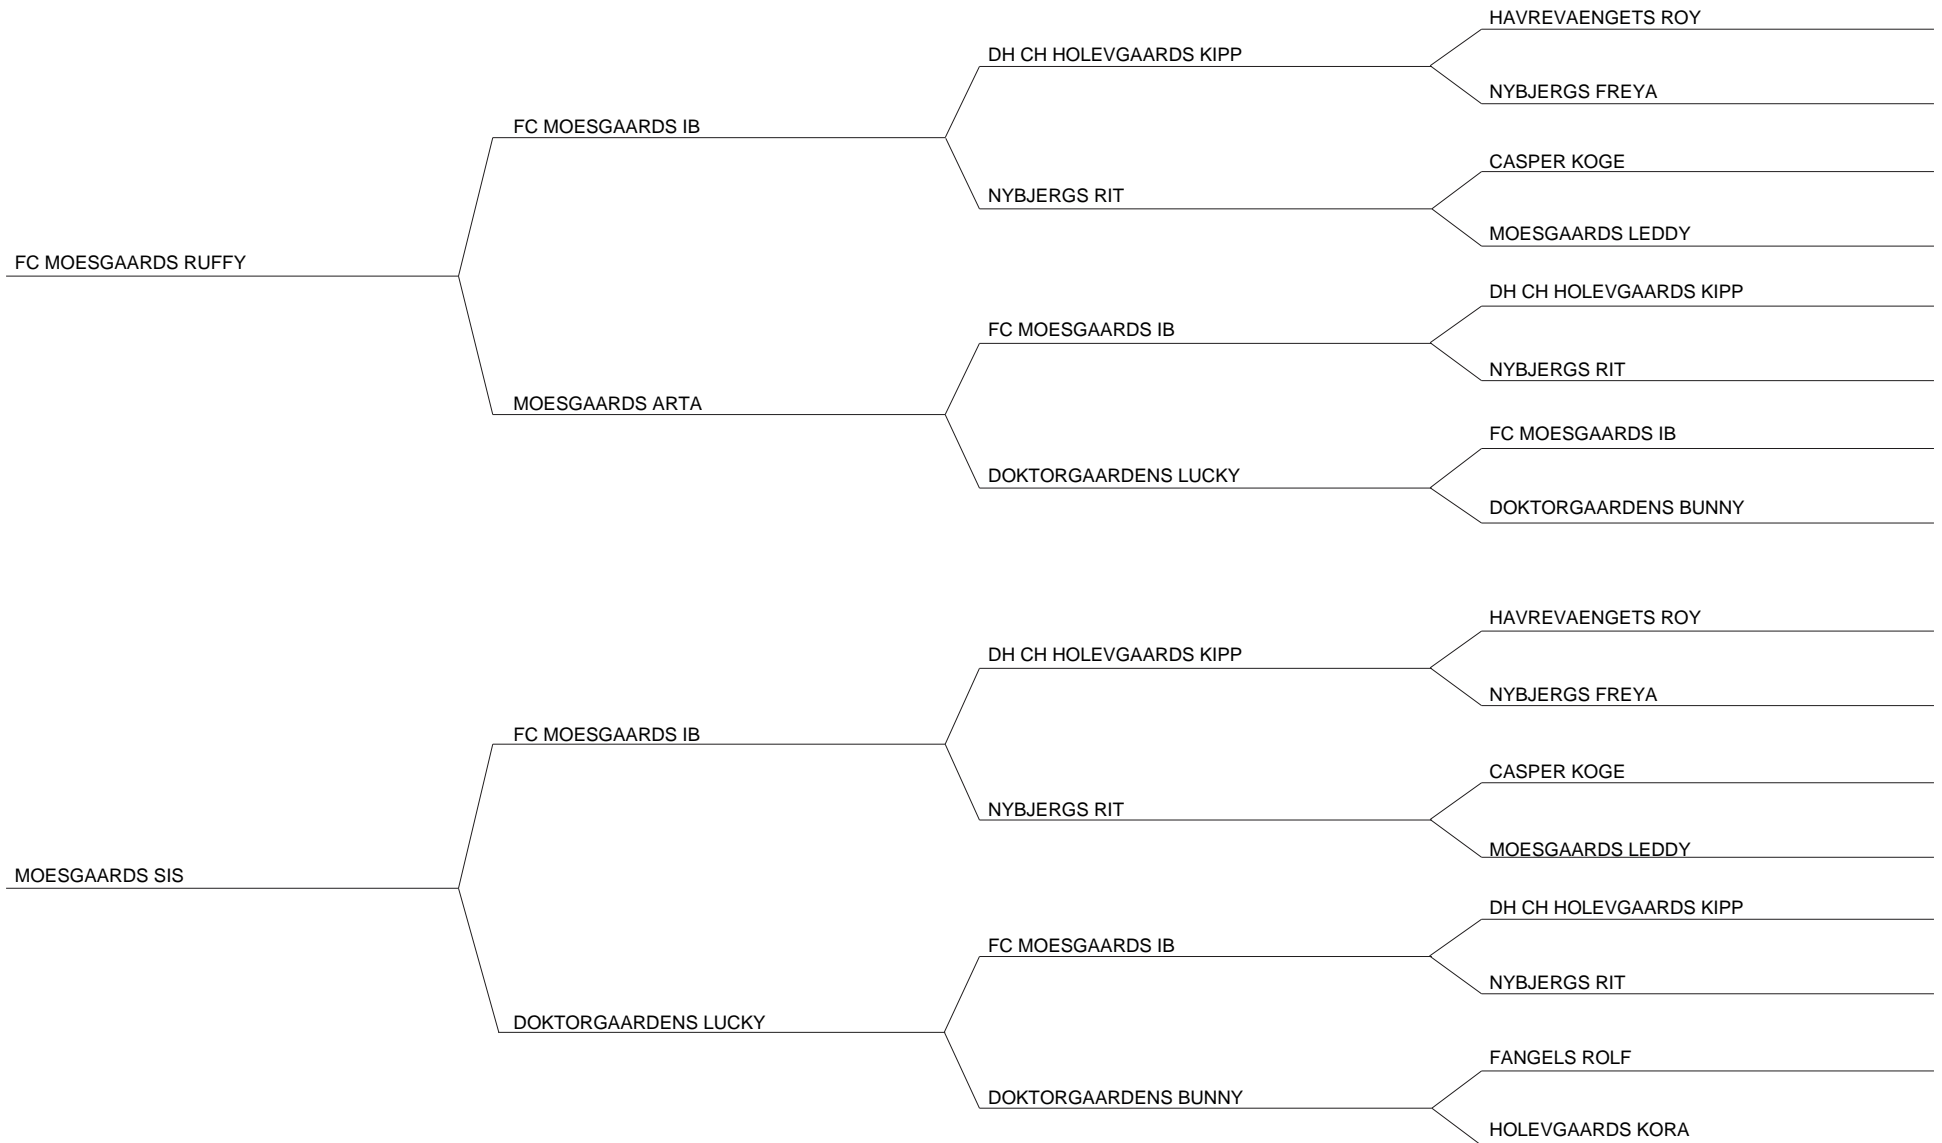 HAVREVAENGETS ROY
DH CH HOLEVGAARDS KIPP
NYBJERGS FREYA
FC MOESGAARDS IB
CASPER KOGE
NYBJERGS RIT
MOESGAARDS LEDDY
FC MOESGAARDS RUFFY
DH CH HOLEVGAARDS KIPP
FC MOESGAARDS IB
NYBJERGS RIT
MOESGAARDS ARTA
FC MOESGAARDS IB
DOKTORGAARDENS LUCKY
DOKTORGAARDENS BUNNY
HAVREVAENGETS ROY
DH CH HOLEVGAARDS KIPP
NYBJERGS FREYA
FC MOESGAARDS IB
CASPER KOGE
NYBJERGS RIT
MOESGAARDS LEDDY
MOESGAARDS SIS
DH CH HOLEVGAARDS KIPP
FC MOESGAARDS IB
NYBJERGS RIT
DOKTORGAARDENS LUCKY
FANGELS ROLF
DOKTORGAARDENS BUNNY
HOLEVGAARDS KORA